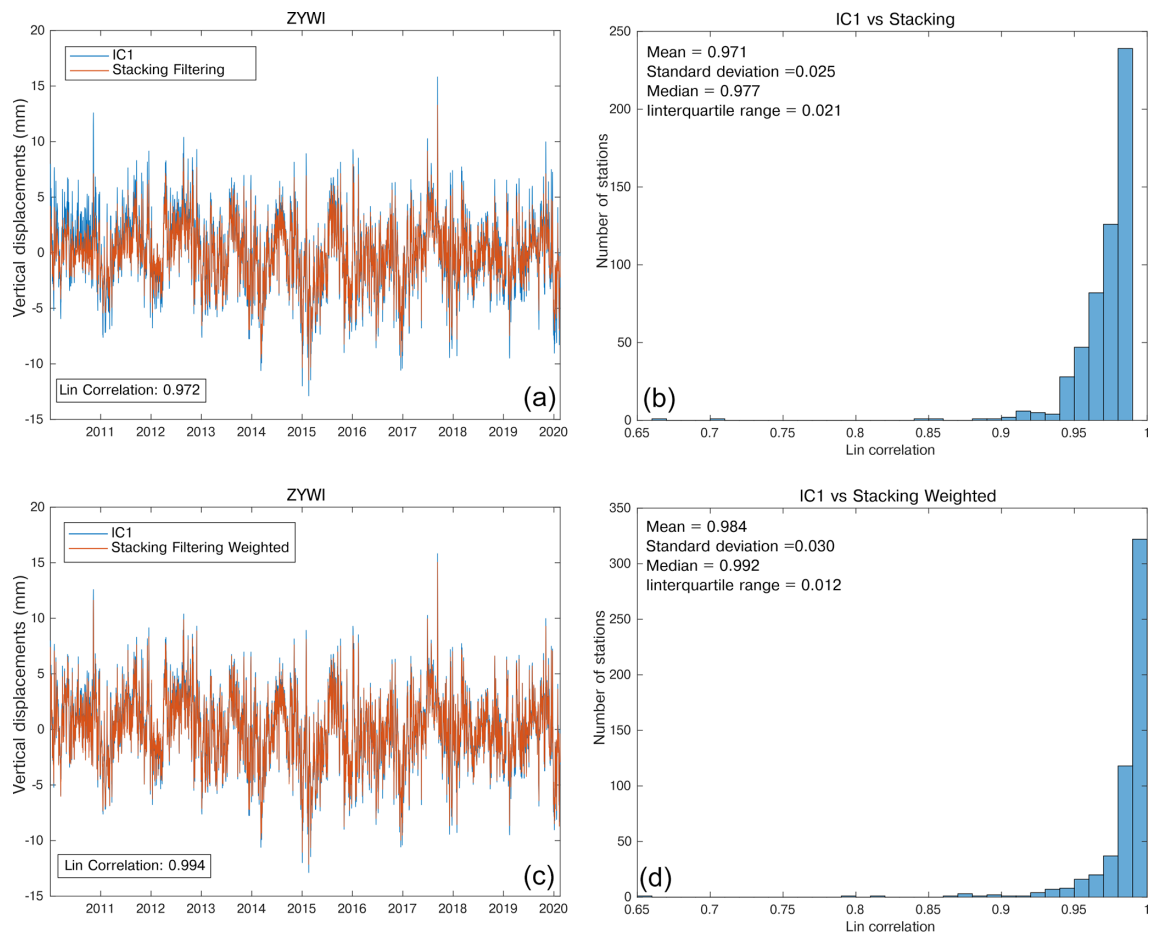 ZYWI
IC1
Stacking Filtering
Vertical displacements (mm)
20
15
10
5
0
-5
-10
-15
Lin Correlation: 0.972
(a)
2011 2012 2013 2014 2015 2016 2017 2018 2019 2020
IC1 vs Stacking
Mean = 0.971
Standard deviation =0.025
Median = 0.977
Iinterquartile range = 0.021
Number of stations
250
200
150
100
50
0
(b)
0.65 0.7 0.75 0.8 0.85 0.9 0.95 1
Lin correlation
ZYWI
IC1
Stacking Filtering Weighted
Vertical displacements (mm)
20
15
10
5
0
-5
-10
-15
Lin Correlation: 0.994
(c)
2011 2012 2013 2014 2015 2016 2017 2018 2019 2020
IC1 vs Stacking Weighted
Mean = 0.984
Standard deviation =0.030
Median = 0.992
Iinterquartile range = 0.012
Number of stations
350
300
250
200
150
100
50
0
(d)
0.65 0.7 0.75 0.8 0.85 0.9 0.95 1
Lin correlation